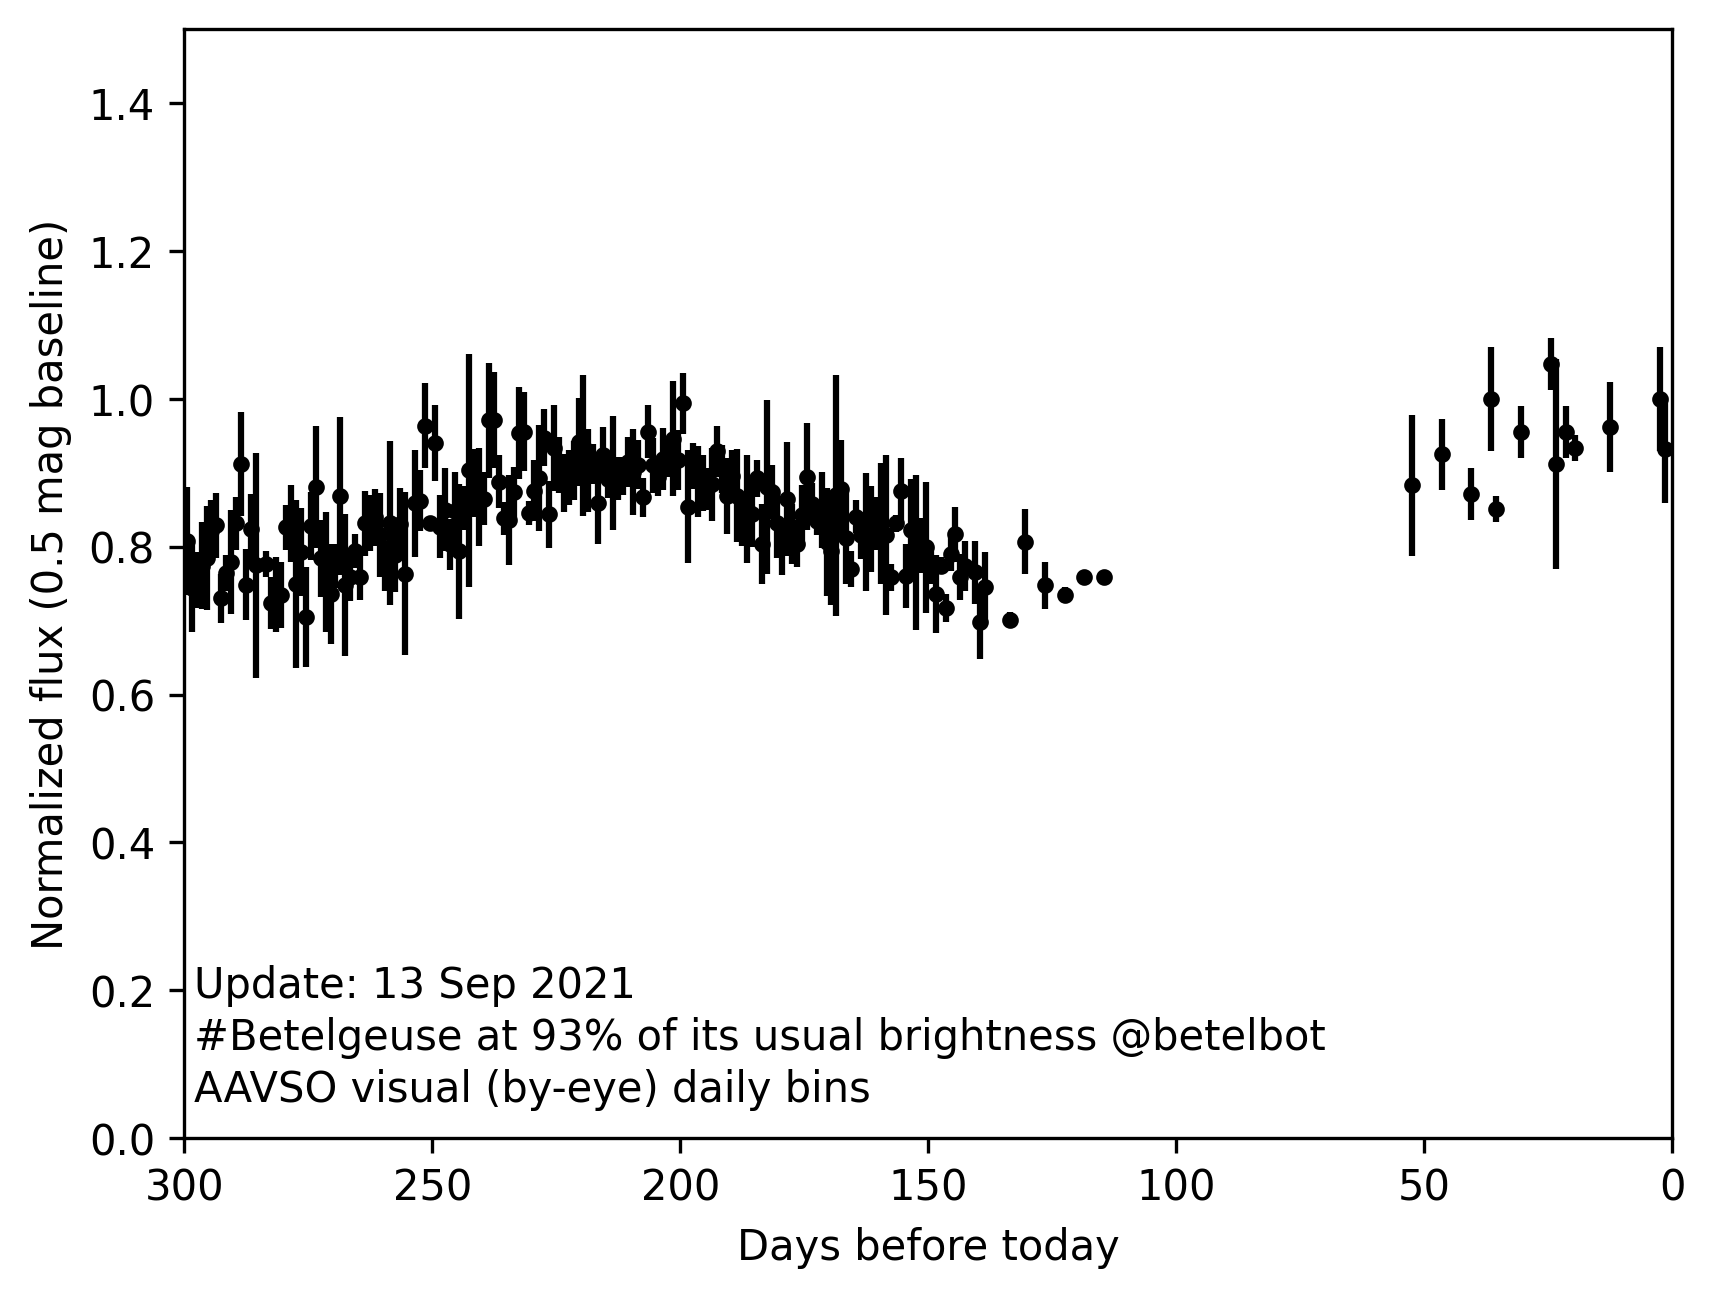 1.4
1.2
1.0
0.8
0.6
0.4
0.2
0.0
Normalized flux (0.5 mag baseline)
Update: 13 Sep 2021
#Betelgeuse at 93% of its usual brightness @betelbot
AAVSO visual (by-eye) daily bins
300 250 200 150 100 50 0
Days before today